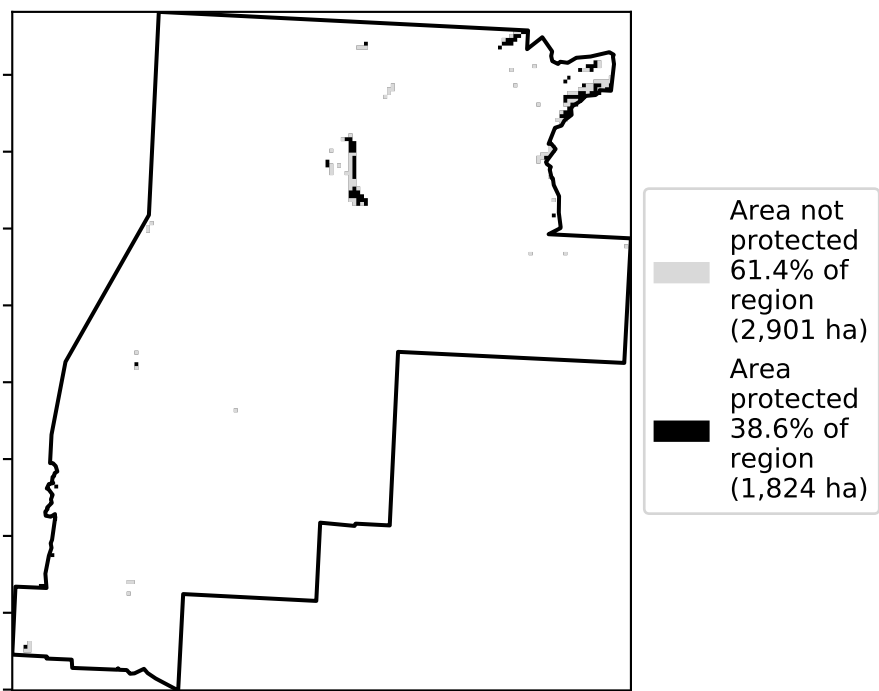 Area not
protected
61.4% of
region
(2,901 ha)
Area
protected
38.6% of
region
(1,824 ha)